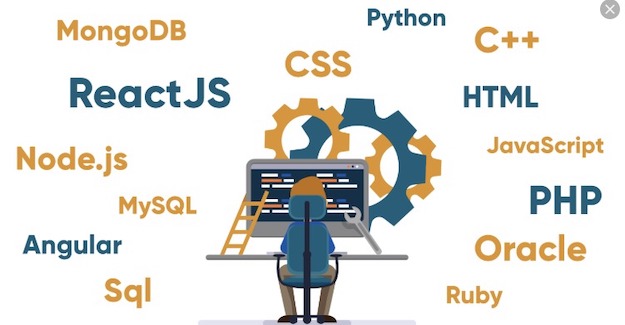 Python
MongoDB
C++
CSS
ReactJS
HTML
JavaScript
Node.js
PHP
MySQL
Angular
Oracle
Sql
Ruby